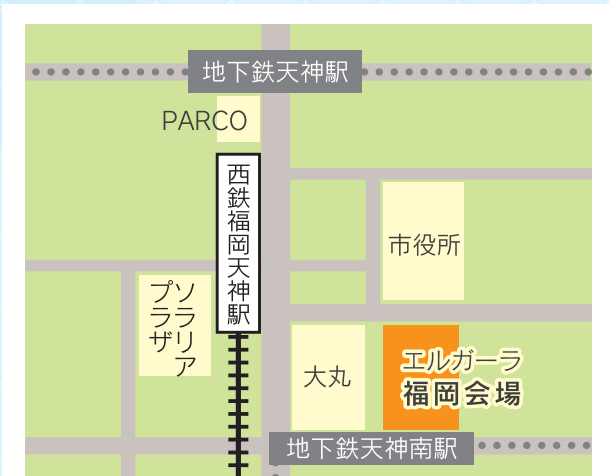 地下鉄天神駅
PARCO
西鉄福岡天神駅
市役所
ソラリア
プラザ
大丸
エルガーラ
福岡会場
地下鉄天神南駅